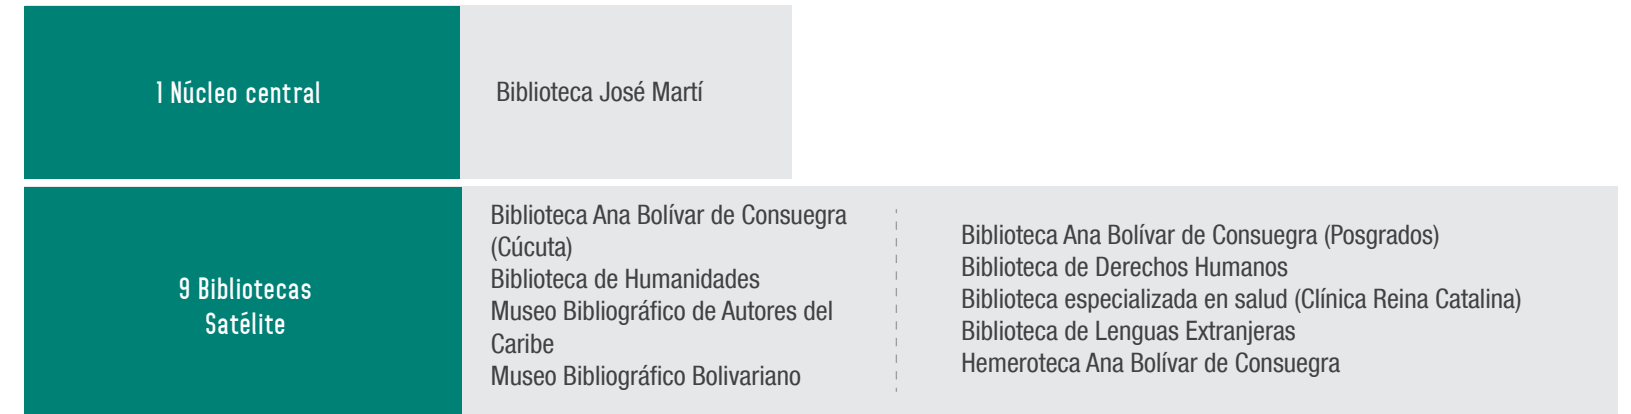 1 Núcleo central
Biblioteca José Martí
9 Bibliotecas
Satélite
Biblioteca Ana Bolívar de Consuegra
(Cúcuta)
Biblioteca de Humanidades
Museo Bibliográfico de Autores del
Caribe
Museo Bibliográfico Bolivariano
Biblioteca Ana Bolívar de Consuegra (Posgrados)
Biblioteca de Derechos Humanos
Biblioteca especializada en salud (Clínica Reina Catalina)
Biblioteca de Lenguas Extranjeras
Hemeroteca Ana Bolívar de Consuegra